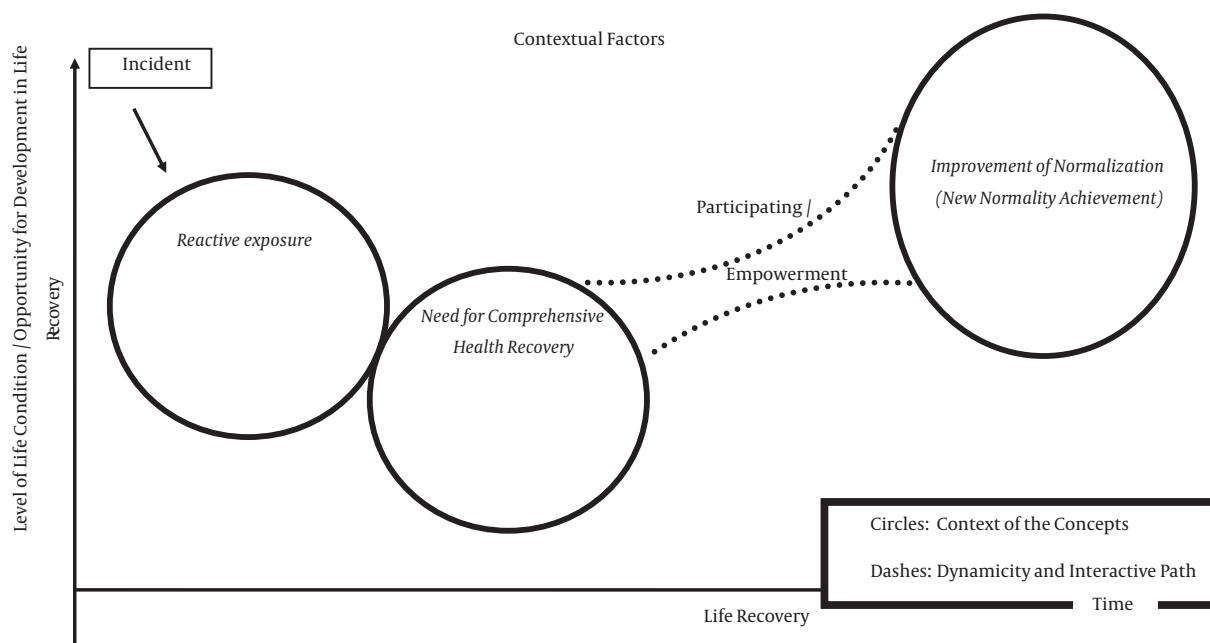 Contextual Factors
Incident
Level of Life Condition / Opportunity for Development in Life
Recovery
Reactive exposure
Need for Comprehensive
Health Recovery
Participating /
Empowerment
Improvement of Normalization
(New Normality Achievement)
Circles: Context of the Concepts
Dashes: Dynamicity and Interactive Path
Time
Life Recovery